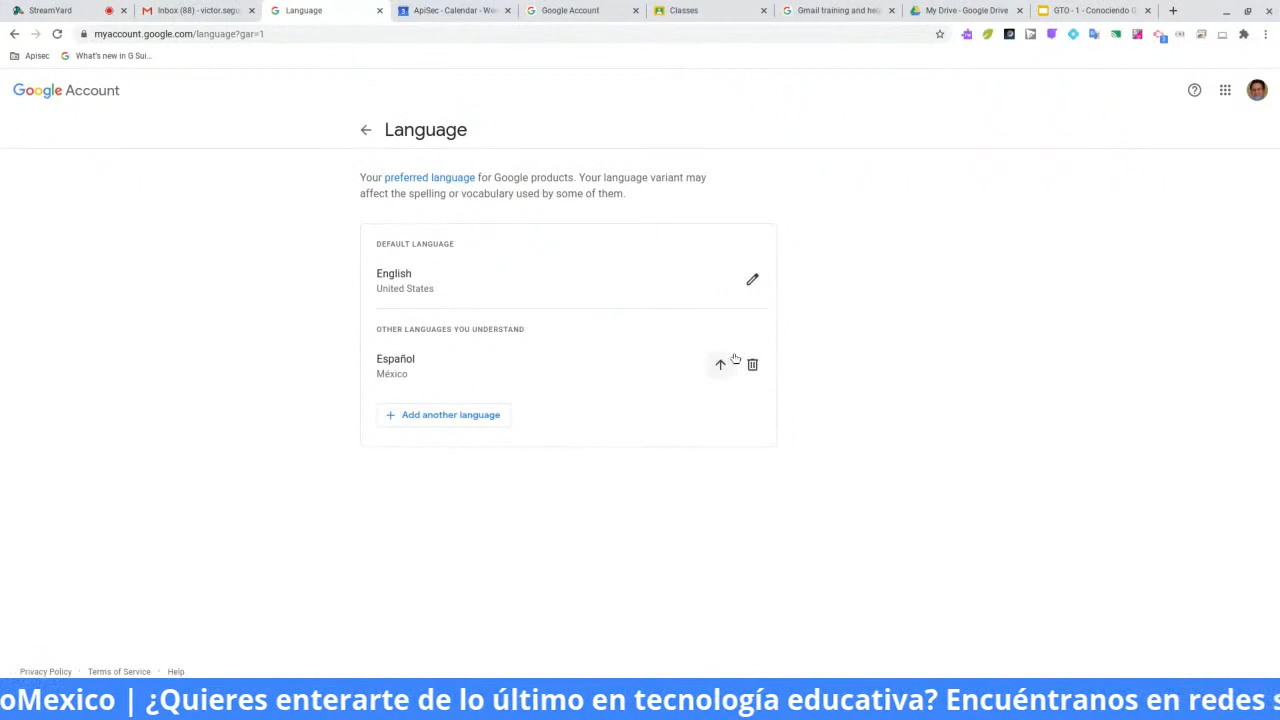 StreamYard
Inbox (88) - victor.segu
Language
ApiSec - Calendar - We
Google Account
Classes
Gmail training and he
My Drive - Google Drive
GTO - 1 - Conociendo G
myaccount.google.com/language?gar=1
Apisec
What's new in G Sui...
Google Account
Language
Your preferred language for Google products. Your language variant may
affect the spelling or vocabulary used by some of them.
DEFAULT LANGUAGE
English
United States
OTHER LANGUAGES YOU UNDERSTAND
Español
México
Add another language
Privacy Policy · Terms of Service · Help
oMexico | ¿Quieres enterarte de lo último en tecnología educativa? Encuéntranos en redes s